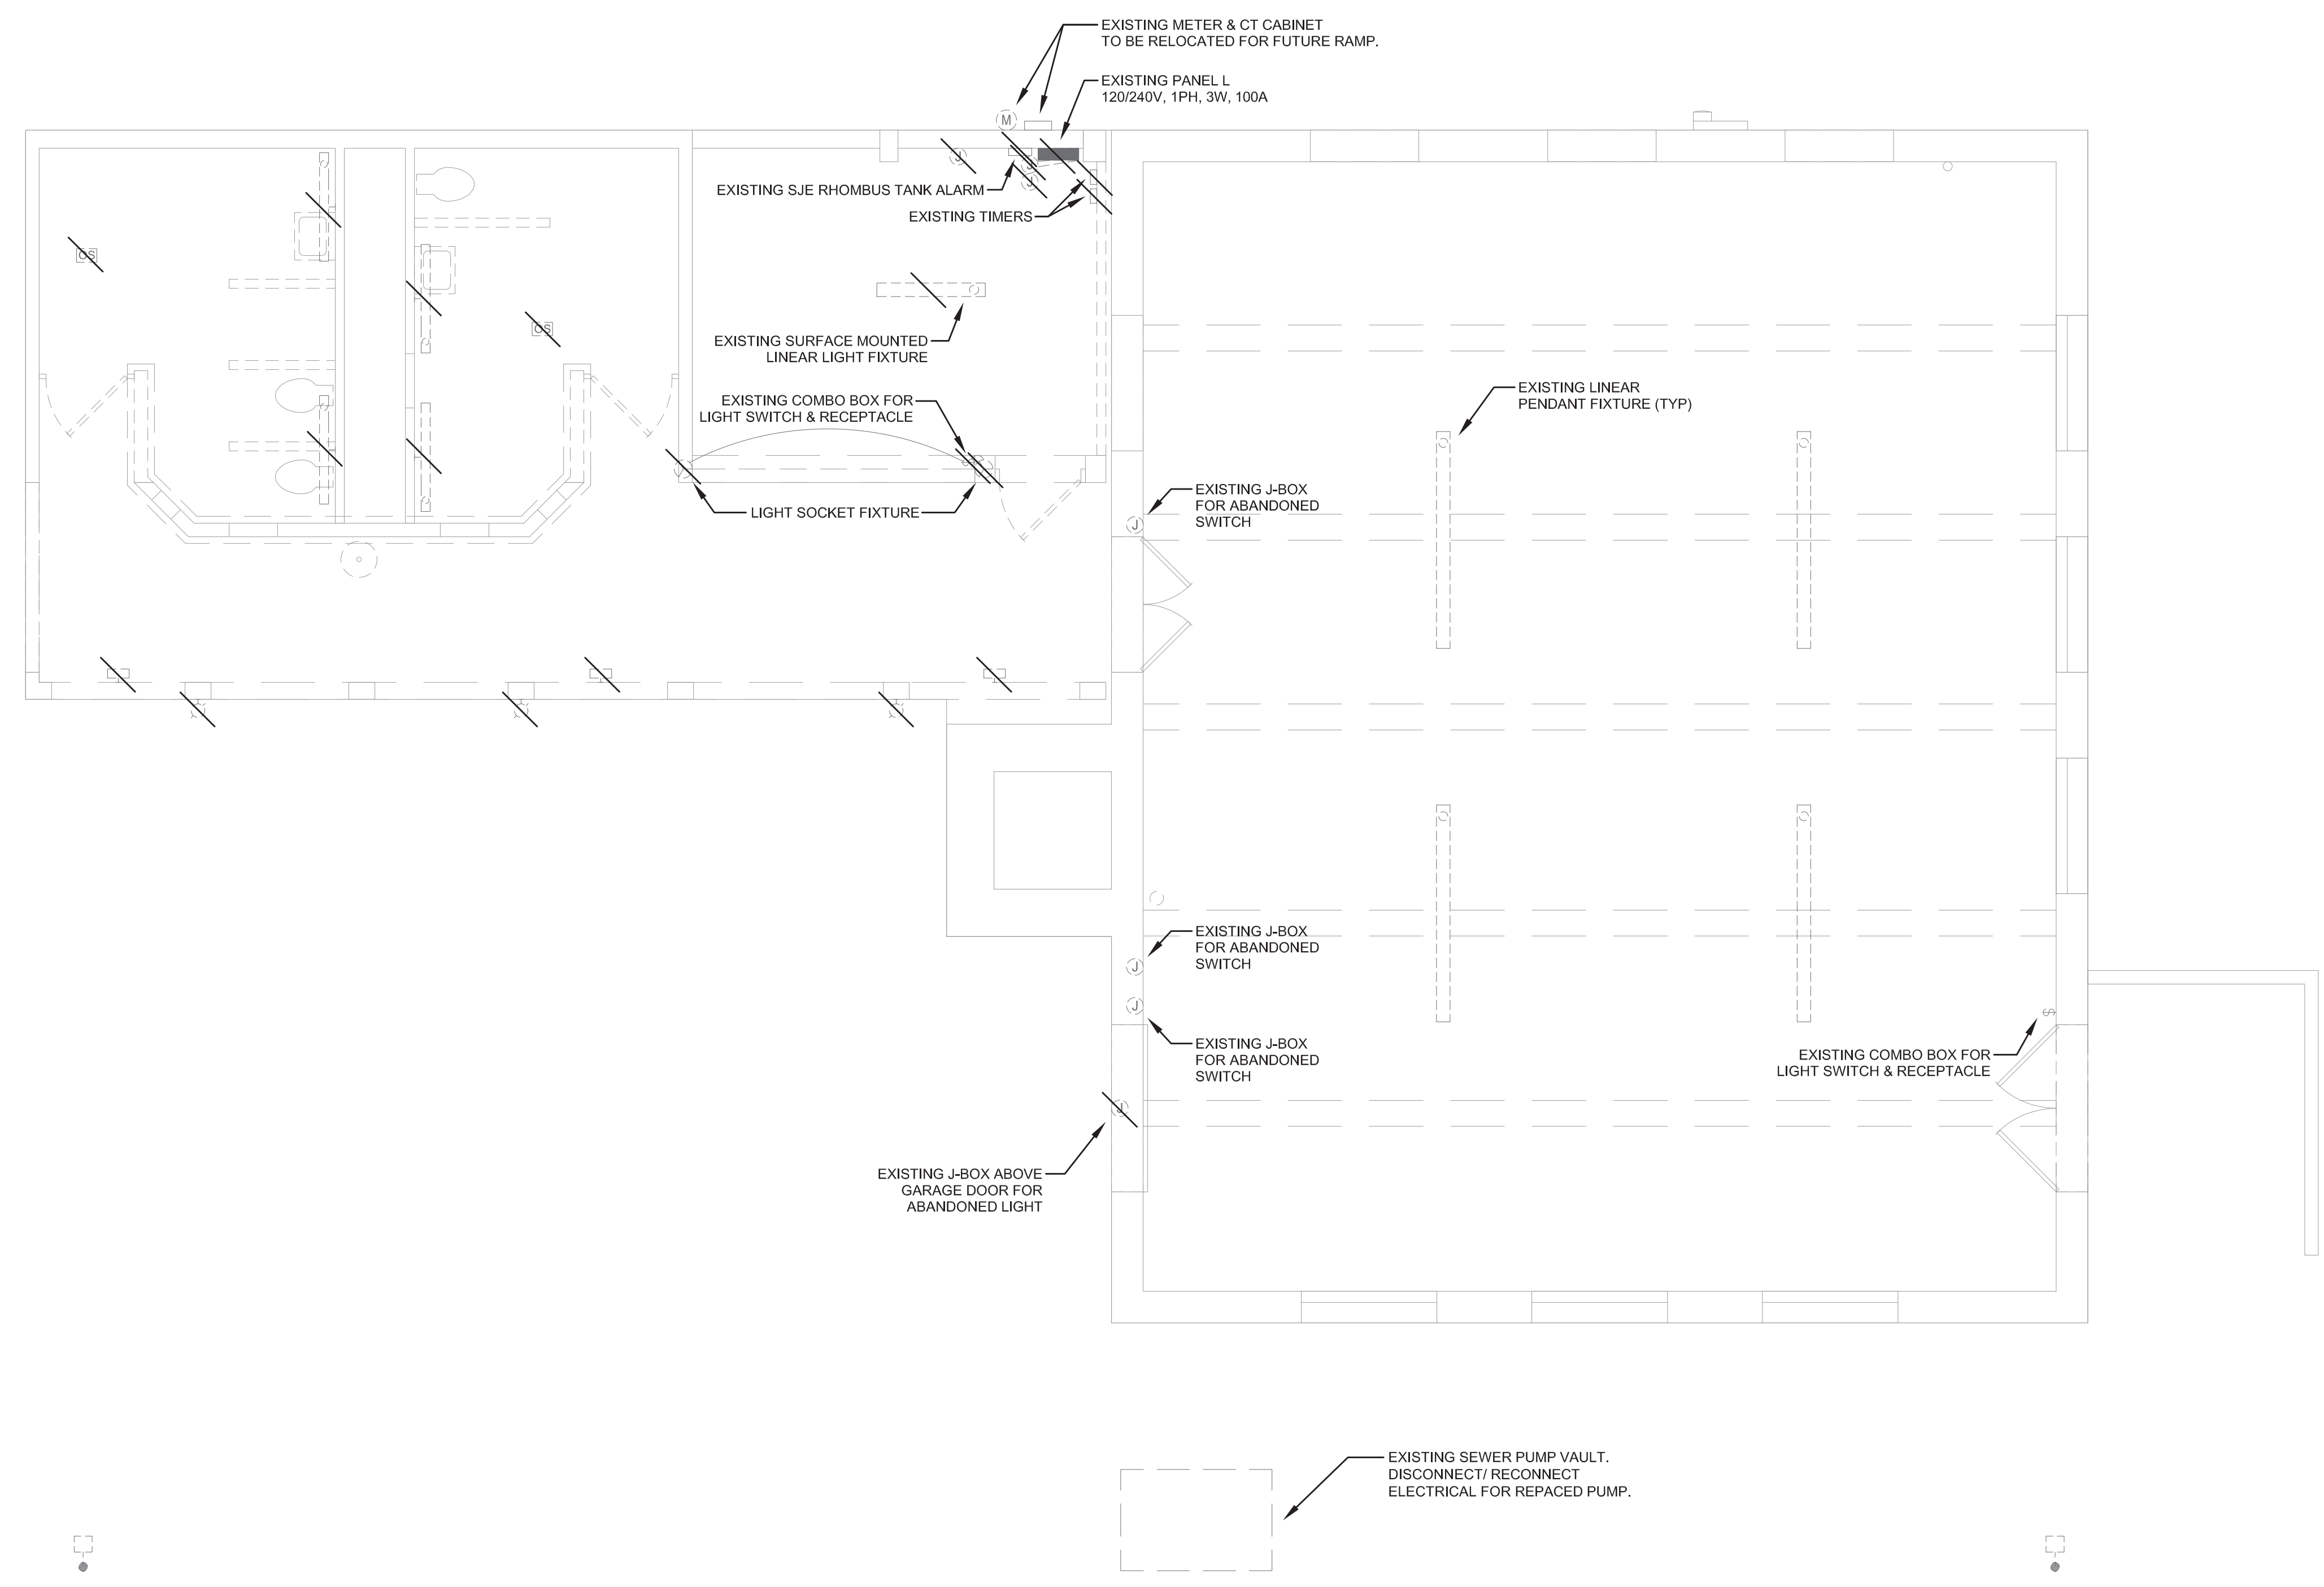 EXISTING METER & CT CABINET
TO BE RELOCATED FOR FUTURE RAMP.
EXISTING PANEL L
120/240V, 1PH, 3W, 100A
M
J
J
J
EXISTING SJE RHOMBUS TANK ALARM
EXISTING TIMERS
OS
OS
EXISTING SURFACE MOUNTED
LINEAR LIGHT FIXTURE
EXISTING COMBO BOX FOR
LIGHT SWITCH & RECEPTACLE
EXISTING LINEAR
PENDANT FIXTURE (TYP)
LIGHT SOCKET FIXTURE
EXISTING J-BOX
FOR ABANDONED
SWITCH
J
EXISTING J-BOX
FOR ABANDONED
SWITCH
J
J
EXISTING J-BOX
FOR ABANDONED
SWITCH
$
EXISTING COMBO BOX FOR
LIGHT SWITCH & RECEPTACLE
J
EXISTING J-BOX ABOVE
GARAGE DOOR FOR
ABANDONED LIGHT
EXISTING SEWER PUMP VAULT.
DISCONNECT/ RECONNECT
ELECTRICAL FOR REPACED PUMP.